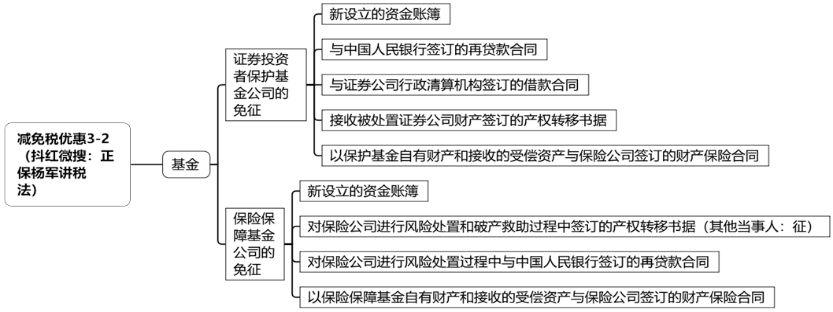 减免税优惠3-2
（抖红微搜：正
保杨军讲税
法）
基金
证券投资
者保护基
金公司的
免征
新设立的资金账簿
与中国人民银行签订的再贷款合同
与证券公司行政清算机构签订的借款合同
接收被处置证券公司财产签订的产权转移书据
以保护基金自有财产和接收的受偿资产与保险公司签订的财产保险合同
保险保
障基金
公司的
免征
新设立的资金账簿
对保险公司进行风险处置和破产救助过程中签订的产权转移书据（其他当事人：征）
对保险公司进行风险处置过程中与中国人民银行签订的再贷款合同
以保险保障基金自有财产和接收的受偿资产与保险公司签订的财产保险合同